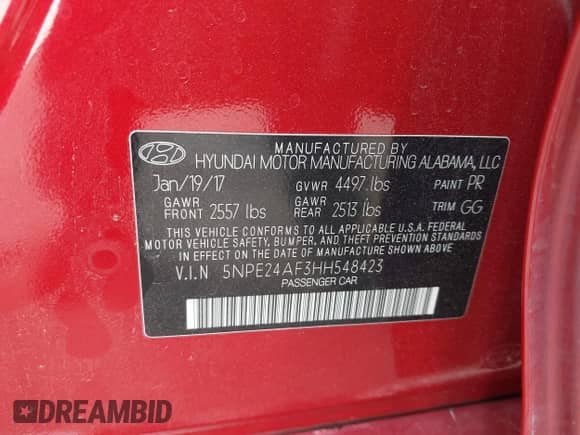 MANUFACTURED BY
HYUNDAI MOTOR MANUFACTURING ALABAMA, LLC
Jan/19/17 GVWR 4497 lbs PAINT PR
GAWR FRONT 2557 lbs GAWR REAR 2513 lbs TRIM GG
THIS VEHICLE CONFORMS TO ALL APPLICABLE U.S.A. FEDERAL
MOTOR VEHICLE SAFETY, BUMPER, AND THEFT PREVENTION STANDARDS
IN EFFECT ON THE DATE OF MANUFACTURE SHOWN ABOVE
V.I.N 5NPE24AF3HH548423
PASSENGER CAR
DREAMBID